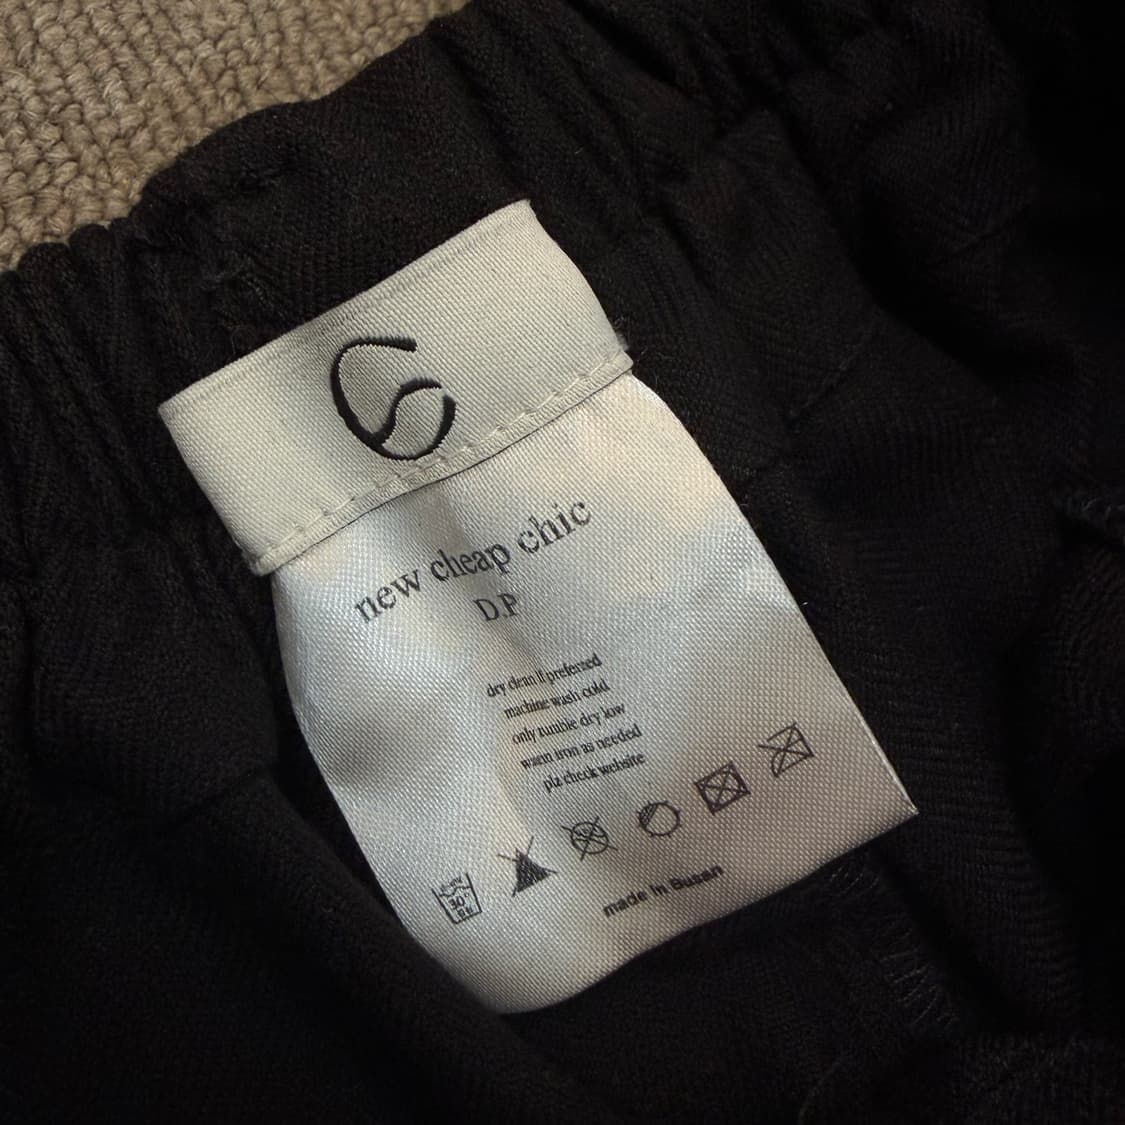 new cheap chic
D.P
dry clean if preferred
machine wash cold
only tumble dry low
warm iron as needed
plz check website
30°
made in Busan